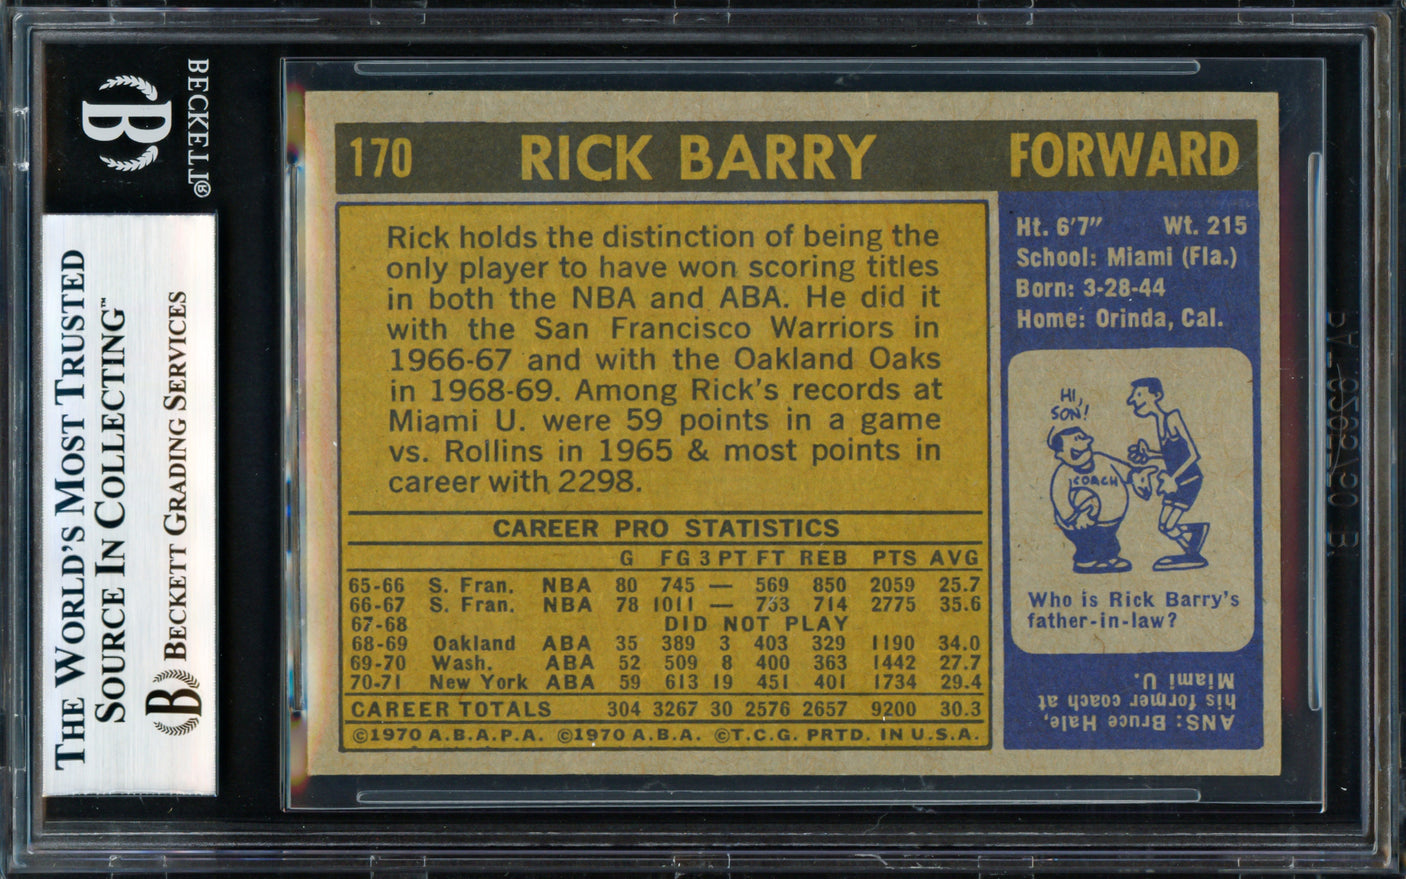 BECKETT®
B
THE WORLD'S MOST TRUSTED
SOURCE IN COLLECTING™
B BECKETT GRADING SERVICES
170 RICK BARRY FORWARD
Rick holds the distinction of being the
only player to have won scoring titles
in both the NBA and ABA. He did it
with the San Francisco Warriors in
1966-67 and with the Oakland Oaks
in 1968-69. Among Rick's records at
Miami U. were 59 points in a game
vs. Rollins in 1965 & most points in
career with 2298.
CAREER PRO STATISTICS
G FG 3 PT FT REB PTS AVG
65-66 S. Fran. NBA 80 745 — 569 850 2059 25.7
66-67 S. Fran. NBA 78 1011 — 753 714 2775 35.6
67-68 DID NOT PLAY
68-69 Oakland ABA 35 389 3 403 329 1190 34.0
69-70 Wash. ABA 52 509 8 400 363 1442 27.7
70-71 New York ABA 59 613 19 451 401 1734 29.4
CAREER TOTALS 304 3267 30 2576 2657 9200 30.3
©1970 A.B.A.P.A. ©1970 A.B.A. ©T.C.G. PRTD. IN U.S.A.
Ht. 6'7" Wt. 215
School: Miami (Fla.)
Born: 3-28-44
Home: Orinda, Cal.
HI,
SON!
COACH
Who is Rick Barry's
father-in-law?
ANS: Bruce Hale,
his former coach at
Miami U.